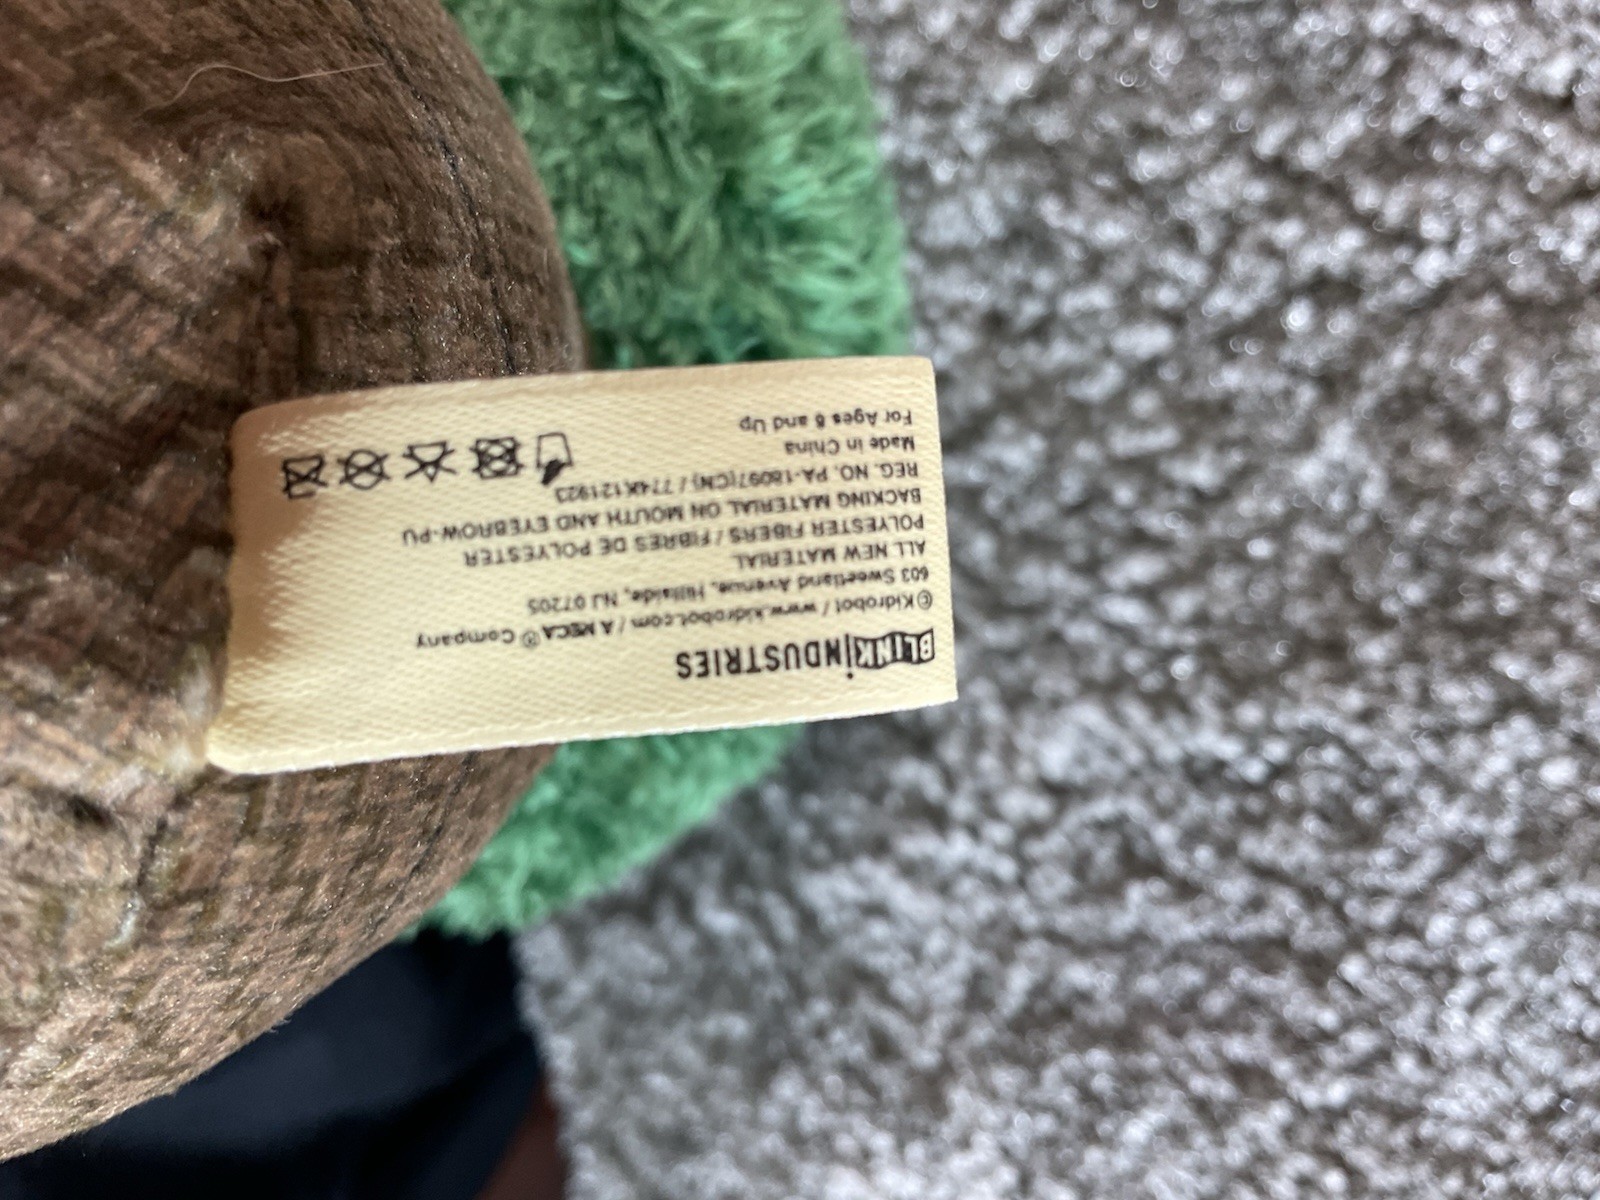 BLINK INDUSTRIES
©Kidrobot / www.kidrobot.com / A NECA® Company
603 Sweetland Avenue, Hillside, NJ 07205
ALL NEW MATERIAL
POLYESTER FIBERS / FIBRES DE POLYESTER
BACKING MATERIAL ON MOUTH AND EYEBROW-PU
REG. NO. PA-18097(CN) / 774K121923
Made in China
For Ages 6 and Up